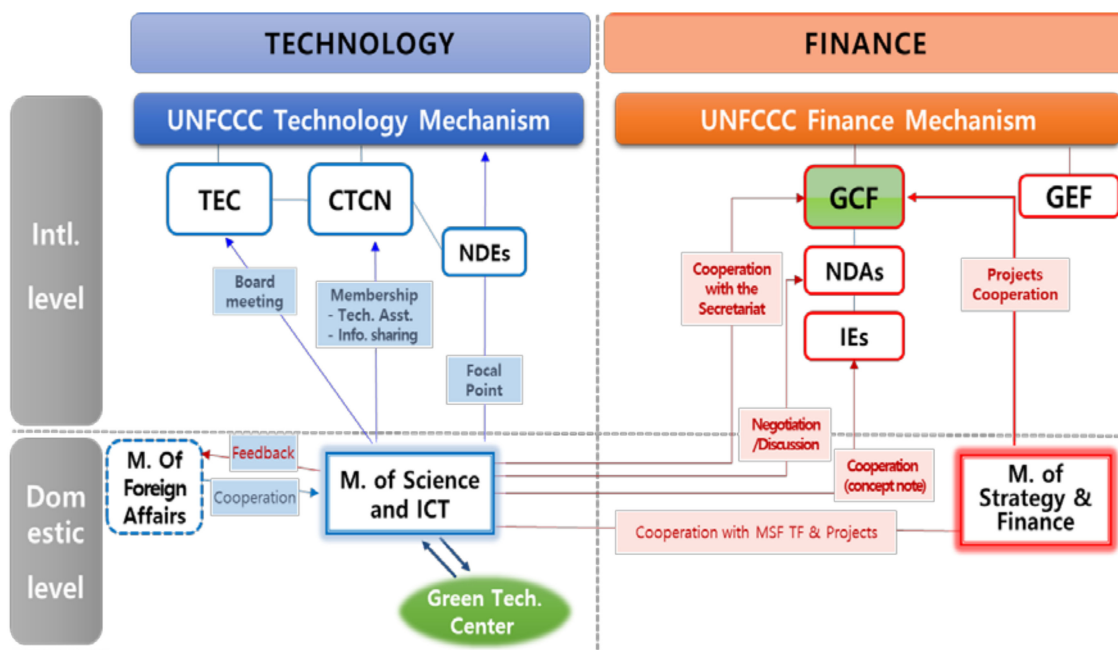 TECHNOLOGY
FINANCE
Intl.
level
UNFCCC Technology Mechanism
UNFCCC Finance Mechanism
TEC
CTCN
NDEs
GCF
GEF
NDAs
IEs
Board
meeting
Membership
- Tech. Asst.
- Info. sharing
Focal
Point
Cooperation
with the
Secretariat
Projects
Cooperation
Negotiation
/Discussion
Cooperation
(concept note)
Dom
estic
level
M. Of
Foreign
Affairs
Feedback
Cooperation
M. of Science
and ICT
Cooperation with MSF TF & Projects
M. of
Strategy &
Finance
Green Tech.
Center